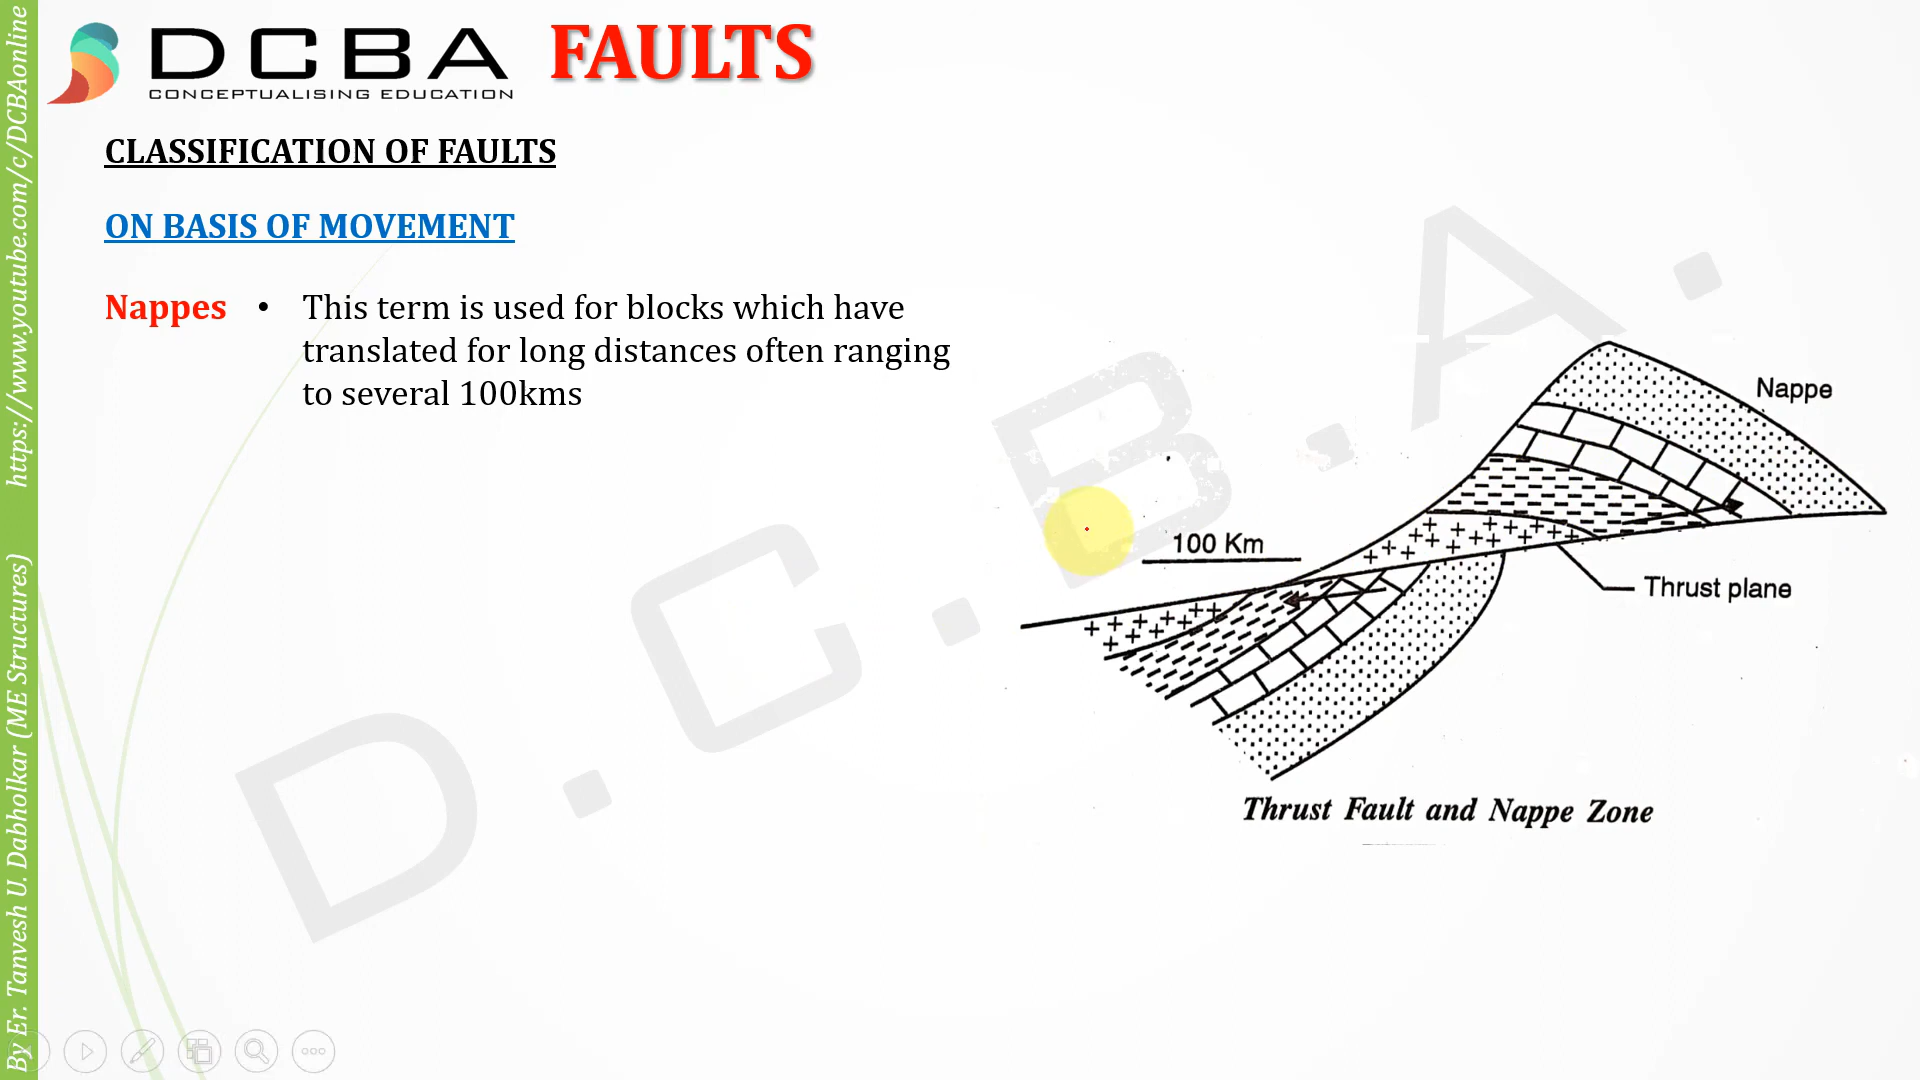 DCBA
CONCEPTUALISING EDUCATION
FAULTS
CLASSIFICATION OF FAULTS
ON BASIS OF MOVEMENT
Nappes • This term is used for blocks which have
translated for long distances often ranging
to several 100kms
Nappe
100 Km
Thrust plane
Thrust Fault and Nappe Zone
D.C.B.A.
By Er. Tanvesh U. Dabholkar (ME Structures) https://www.youtube.com/c/DCBAonline